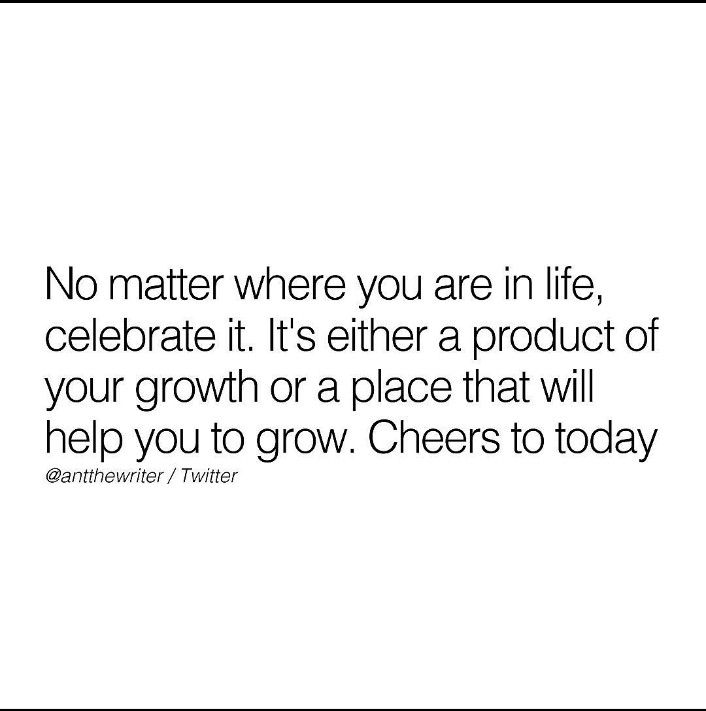 No matter where you are in life,
celebrate it. It's either a product of
your growth or a place that will
help you to grow. Cheers to today
@antthewriter / Twitter